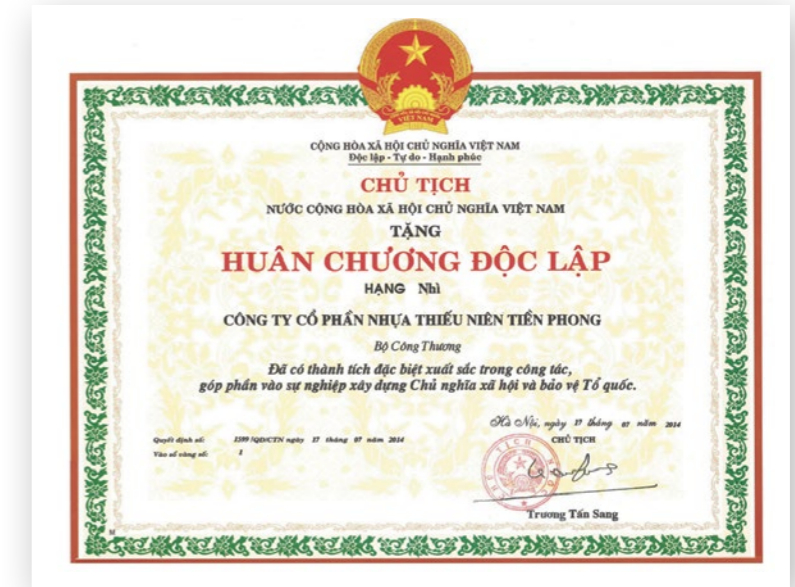 VIỆT NAM
CỘNG HÒA XÃ HỘI CHỦ NGHĨA VIỆT NAM
Độc lập - Tự do - Hạnh phúc
CHỦ TỊCH
NƯỚC CỘNG HÒA XÃ HỘI CHỦ NGHĨA VIỆT NAM
TẶNG
HUÂN CHƯƠNG ĐỘC LẬP
HẠNG Nhì
CÔNG TY CỔ PHẦN NHỰA THIẾU NIÊN TIỀN PHONG
Bộ Công Thương
Đã có thành tích đặc biệt xuất sắc trong công tác,
góp phần vào sự nghiệp xây dựng Chủ nghĩa xã hội và bảo vệ Tổ quốc.
Hà Nội, ngày 17 tháng 07 năm 2014
Quyết định số: 1599/QĐ/CTN ngày 17 tháng 07 năm 2014
CHỦ TỊCH
Vào sổ vàng số: 1
Trương Tấn Sang